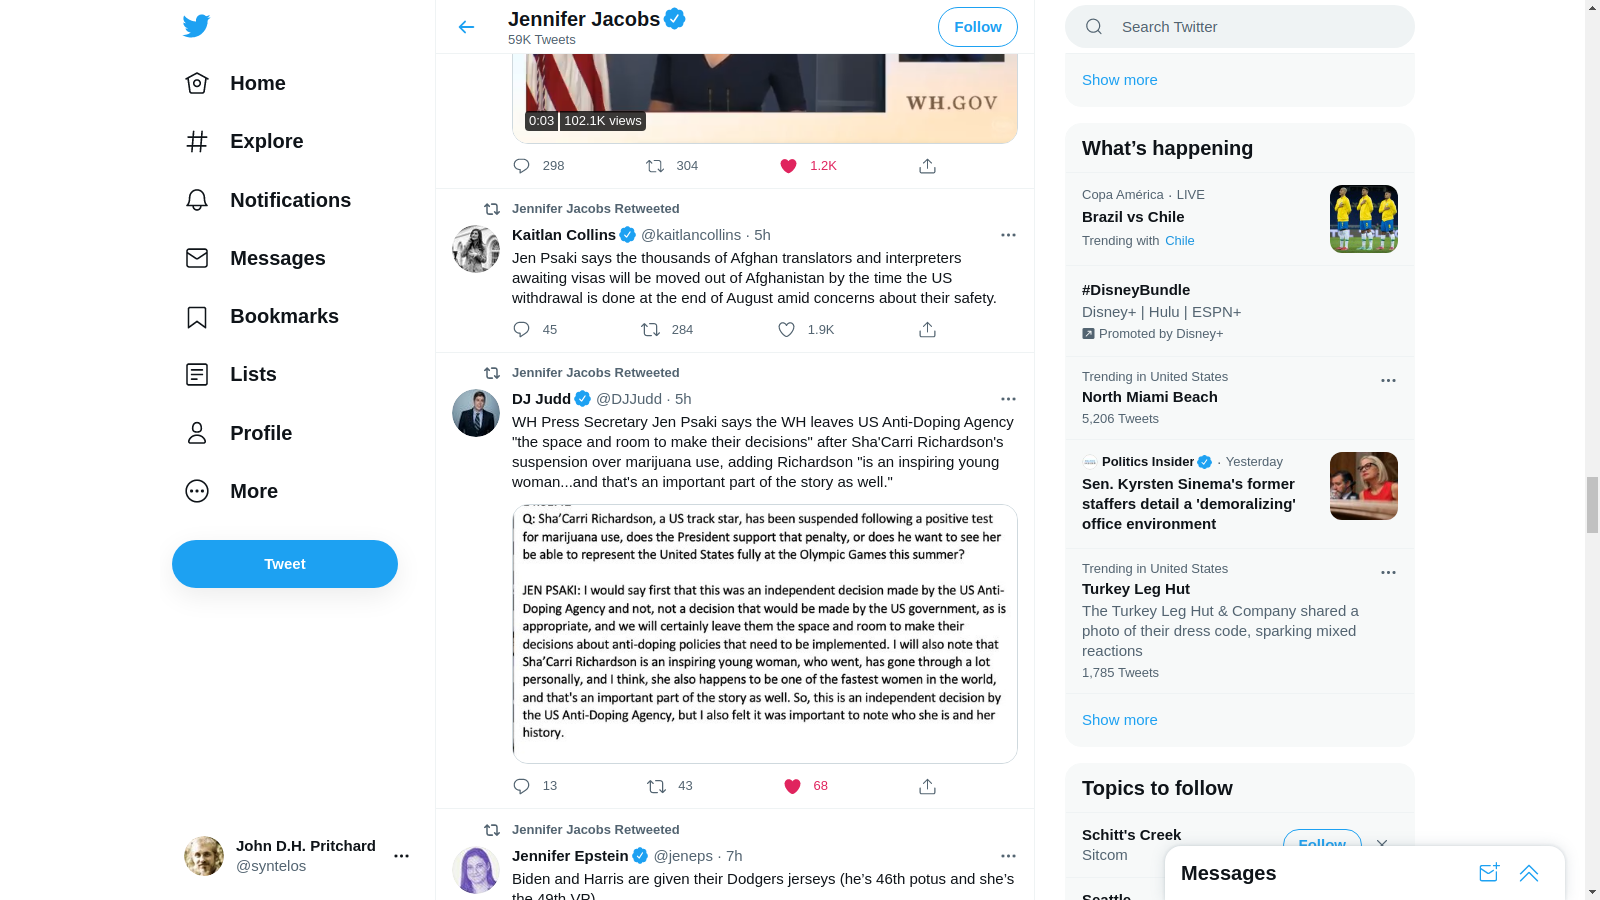 Home
Explore
Notifications
Messages
Bookmarks
Lists
Profile
More
Tweet
John D.H. Pritchard
@syntelos
Jennifer Jacobs
59K Tweets
Follow
WH.GOV
0:03
102.1K views
298
304
1.2K
Jennifer Jacobs Retweeted
Kaitlan Collins @kaitlancollins · 5h
Jen Psaki says the thousands of Afghan translators and interpreters
awaiting visas will be moved out of Afghanistan by the time the US
withdrawal is done at the end of August amid concerns about their safety.
45
284
1.9K
Jennifer Jacobs Retweeted
DJ Judd @DJJudd · 5h
WH Press Secretary Jen Psaki says the WH leaves US Anti-Doping Agency
"the space and room to make their decisions" after Sha'Carri Richardson's
suspension over marijuana use, adding Richardson "is an inspiring young
woman...and that's an important part of the story as well."
Q: Sha'Carri Richardson, a US track star, has been suspended following a positive test
for marijuana use, does the President support that penalty, or does he want to see her
be able to represent the United States fully at the Olympic Games this summer?
JEN PSAKI: I would say first that this was an independent decision made by the US Anti-
Doping Agency and not, not a decision that would be made by the US government, as is
appropriate, and we will certainly leave them the space and room to make their
decisions about anti-doping policies that need to be implemented. I will also note that
Sha'Carri Richardson is an inspiring young woman, who went, has gone through a lot
personally, and I think, she also happens to be one of the fastest women in the world,
and that's an important part of the story as well. So, this is an independent decision by
the US Anti-Doping Agency, but I also felt it was important to note who she is and her
history.
13
43
68
Jennifer Jacobs Retweeted
Jennifer Epstein @jeneps · 7h
Biden and Harris are given their Dodgers jerseys (he's 46th potus and she's
the 49th VP)
Search Twitter
Show more
What's happening
Copa América · LIVE
Brazil vs Chile
Trending with Chile
#DisneyBundle
Disney+ | Hulu | ESPN+
Promoted by Disney+
Trending in United States
North Miami Beach
5,206 Tweets
Politics Insider · Yesterday
Sen. Kyrsten Sinema's former
staffers detail a 'demoralizing'
office environment
Trending in United States
Turkey Leg Hut
The Turkey Leg Hut & Company shared a
photo of their dress code, sparking mixed
reactions
1,785 Tweets
Show more
Topics to follow
Schitt's Creek
Sitcom
Follow
Seattle
Messages